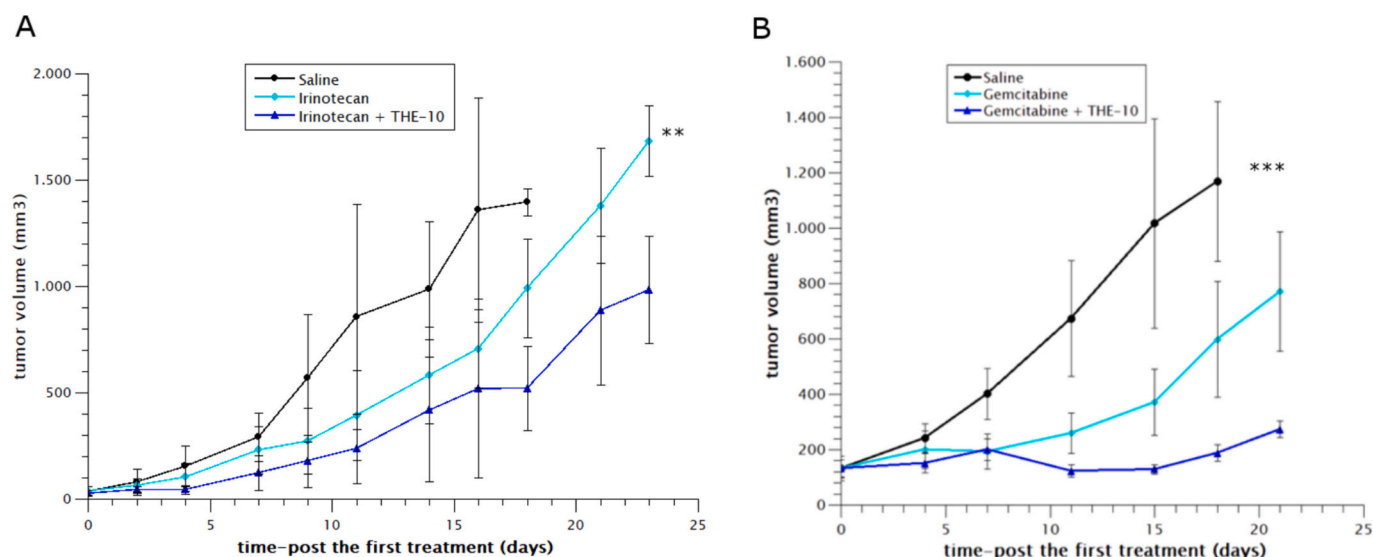 A
B
Saline
Irinotecan
Irinotecan + THE-10
Saline
Gemcitabine
Gemcitabine + THE-10
2.000
1.500
1.000
500
0
tumor volume (mm3)
**
0 5 10 15 20 25
time-post the first treatment (days)
1.600
1.400
1.200
1.000
800
600
400
200
0
tumor volume (mm3)
***
0 5 10 15 20 25
time-post the first treatment (days)